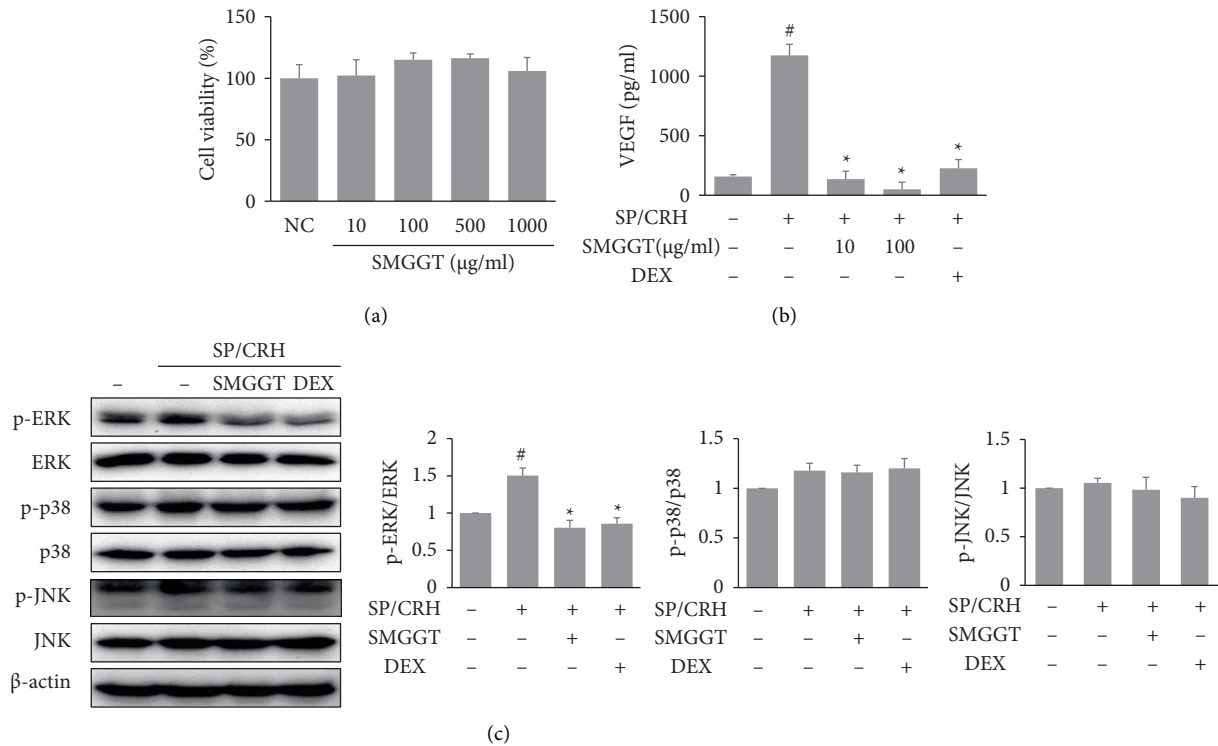 150
100
50
0
Cell viability (%)
NC 10 100 500 1000
SMGGT (μg/ml)
(a)
1500
1000
500
0
VEGF (pg/ml)
#
*
*
*
SP/CRH – + + + +
SMGGT(μg/ml) – – 10 100 –
DEX – – – – +
(b)
SP/CRH
– – SMGGT DEX
p-ERK
ERK
p-p38
p38
p-JNK
JNK
β-actin
2
1.5
1
0.5
0
p-ERK/ERK
#
*
*
SP/CRH – + + +
SMGGT – – + –
DEX – – – +
1.5
1
0.5
0
p-p38/p38
SP/CRH – + + +
SMGGT – – + –
DEX – – – +
1.5
1
0.5
0
p-JNK/JNK
SP/CRH – + + +
SMGGT – – + –
DEX – – – +
(c)